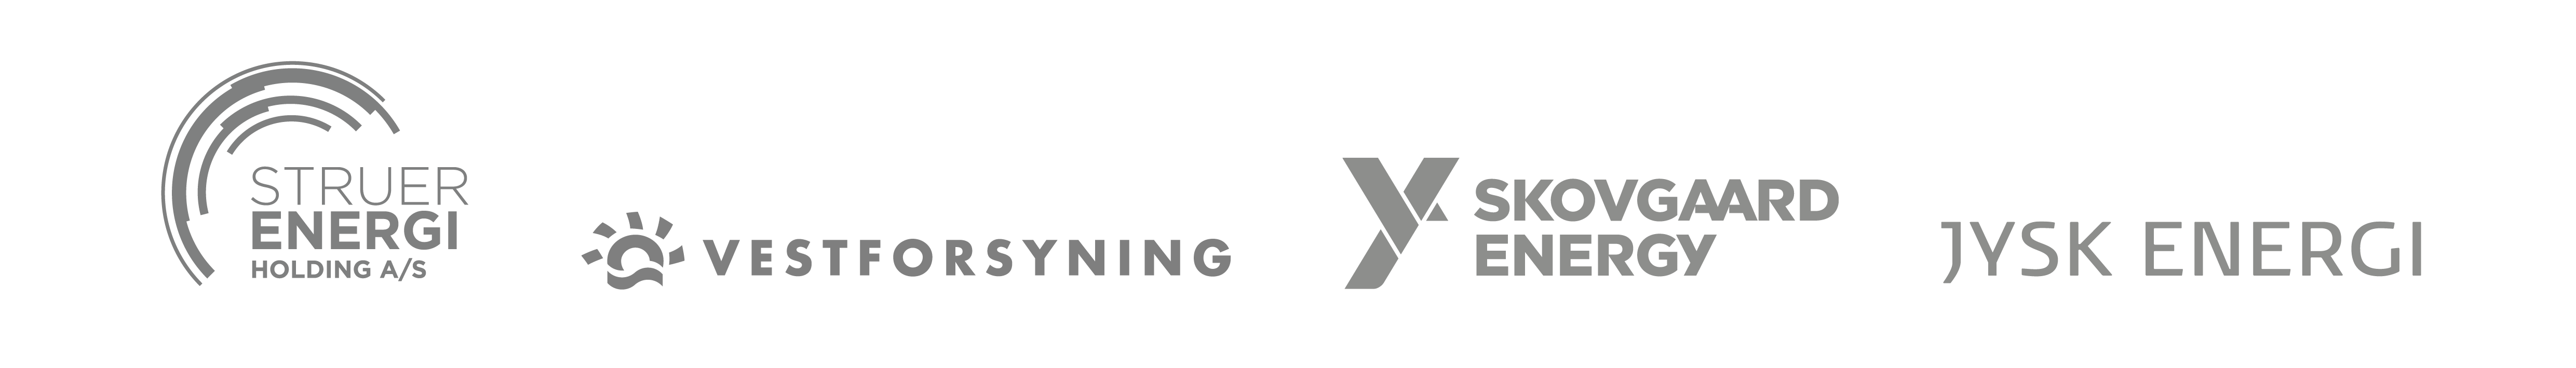 STRUER
ENERGI
HOLDING A/S
VESTFORSYNING
SKOVGAARD
ENERGY
JYSK ENERGI